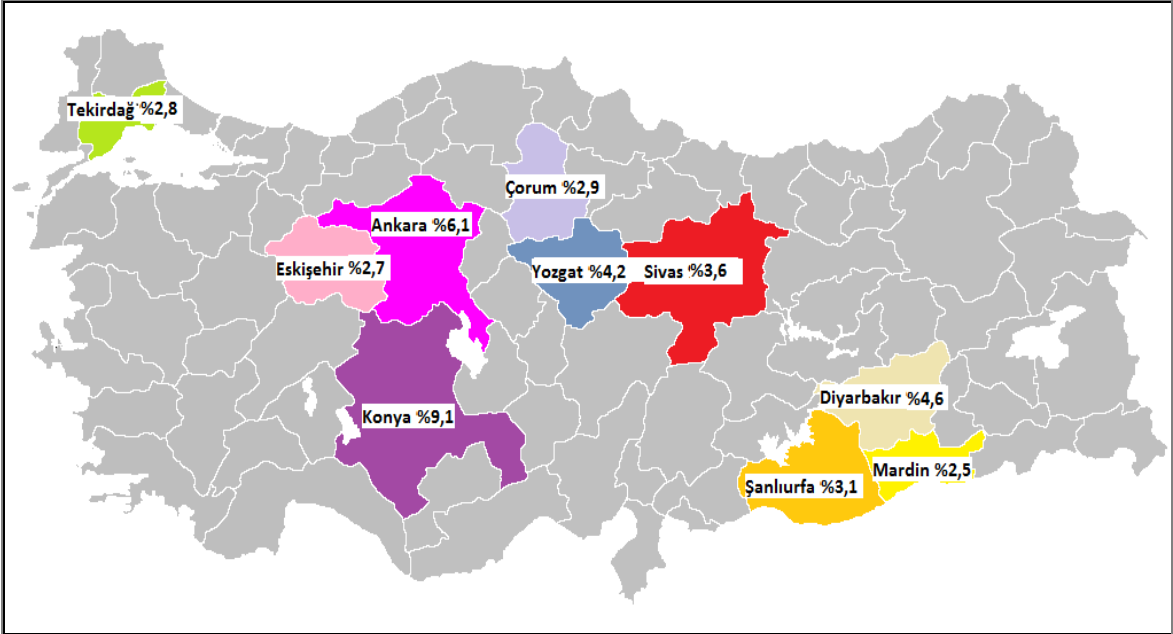 Tekirdağ %2,8
Çorum %2,9
Ankara %6,1
Eskişehir %2,7
Yozgat %4,2
Sivas %3,6
Diyarbakır %4,6
Konya %9,1
Mardin %2,5
Şanlıurfa %3,1